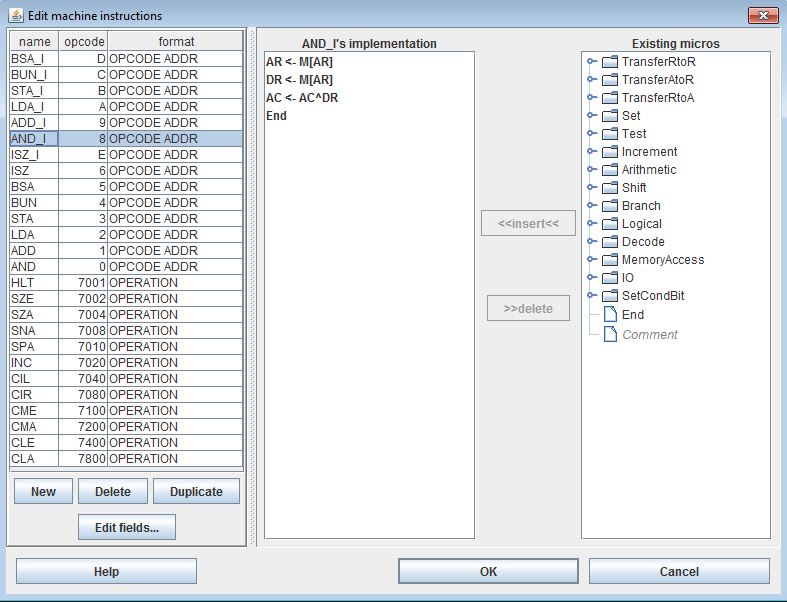 Edit machine instructions
name opcode format
BSA_I D OPCODE ADDR
BUN_I C OPCODE ADDR
STA_I B OPCODE ADDR
LDA_I A OPCODE ADDR
ADD_I 9 OPCODE ADDR
AND_I 8 OPCODE ADDR
ISZ_I E OPCODE ADDR
ISZ 6 OPCODE ADDR
BSA 5 OPCODE ADDR
BUN 4 OPCODE ADDR
STA 3 OPCODE ADDR
LDA 2 OPCODE ADDR
ADD 1 OPCODE ADDR
AND 0 OPCODE ADDR
HLT 7001 OPERATION
SZE 7002 OPERATION
SZA 7004 OPERATION
SNA 7008 OPERATION
SPA 7010 OPERATION
INC 7020 OPERATION
CIL 7040 OPERATION
CIR 7080 OPERATION
CME 7100 OPERATION
CMA 7200 OPERATION
CLE 7400 OPERATION
CLA 7800 OPERATION
New Delete Duplicate
Edit fields...
AND_I's implementation
AR <- M[AR]
DR <- M[AR]
AC <- AC^DR
End
<<insert<<
>>delete
Existing micros
TransferRtoR
TransferAtoR
TransferRtoA
Set
Test
Increment
Arithmetic
Shift
Branch
Logical
Decode
MemoryAccess
IO
SetCondBit
End
Comment
Help OK Cancel